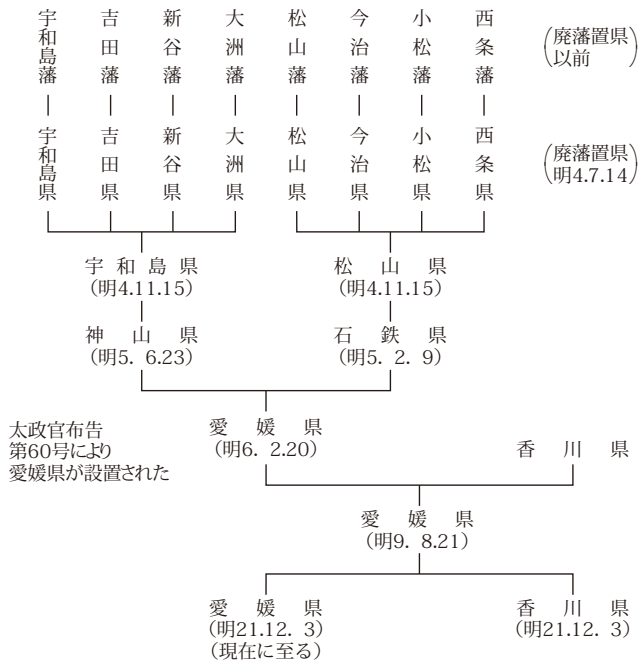 宇和島藩 吉田藩 新谷藩 大洲藩 松山藩 今治藩 小松藩 西条藩
(廃藩置県
以前)
宇和島県 吉田県 新谷県 大洲県 松山県 今治県 小松県 西条県
(廃藩置県
明4.7.14)
宇和島県 松山県
(明4.11.15) (明4.11.15)
神山県 石鉄県
(明5. 6.23) (明5. 2. 9)
太政官布告
第60号により
愛媛県が設置された
愛媛県 香川県
(明6. 2.20)
愛媛県
(明9. 8.21)
愛媛県 香川県
(明21.12. 3) (明21.12. 3)
(現在に至る)